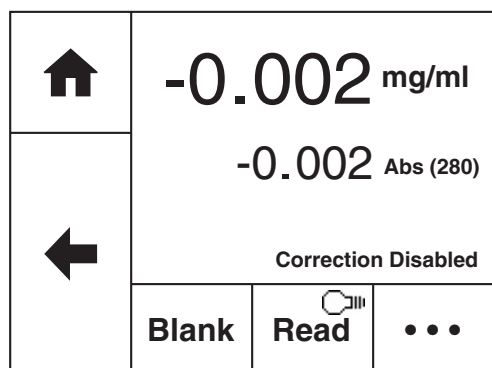 -0.002 mg/ml
-0.002 Abs (280)
Correction Disabled
Blank Read •••